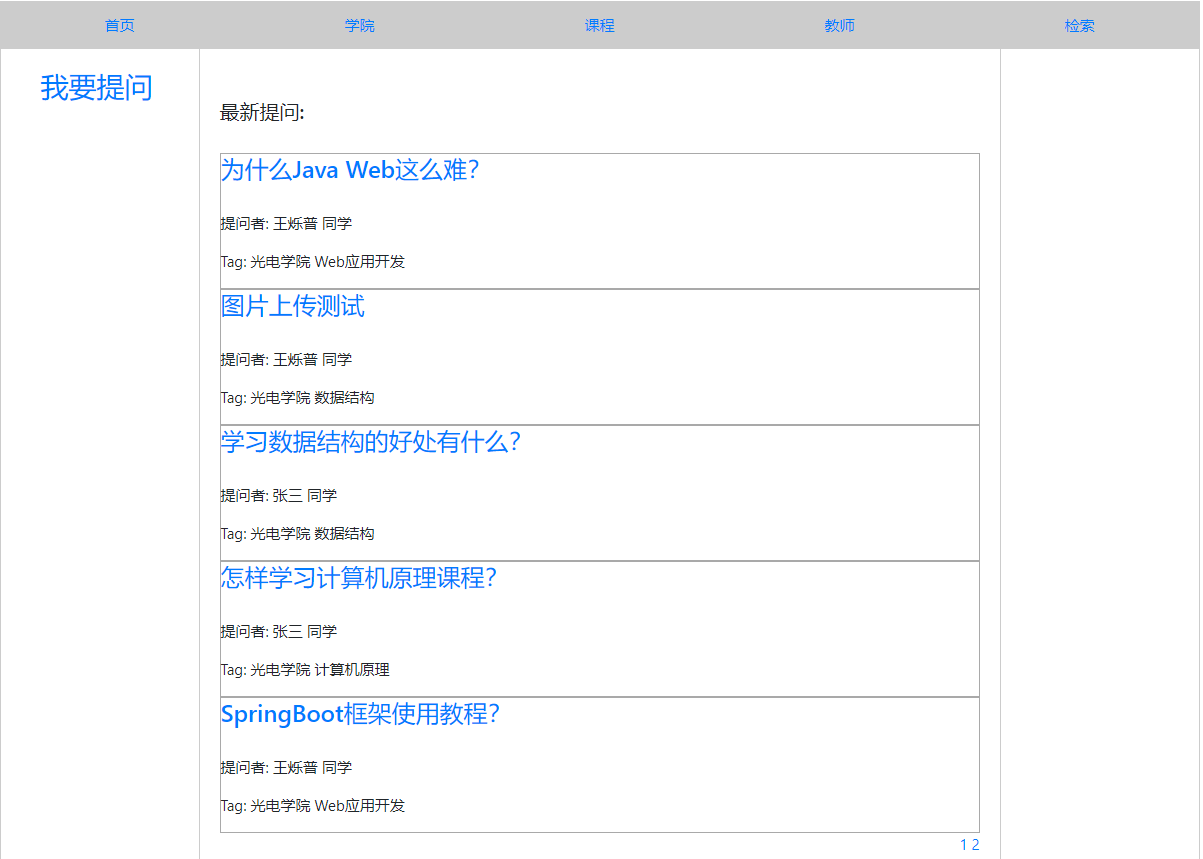 首页 学院 课程 教师 检索
我要提问
最新提问:
为什么Java Web这么难?
提问者: 王烁普 同学
Tag: 光电学院 Web应用开发
图片上传测试
提问者: 王烁普 同学
Tag: 光电学院 数据结构
学习数据结构的好处有什么?
提问者: 张三 同学
Tag: 光电学院 数据结构
怎样学习计算机原理课程?
提问者: 张三 同学
Tag: 光电学院 计算机原理
SpringBoot框架使用教程?
提问者: 王烁普 同学
Tag: 光电学院 Web应用开发
1 2